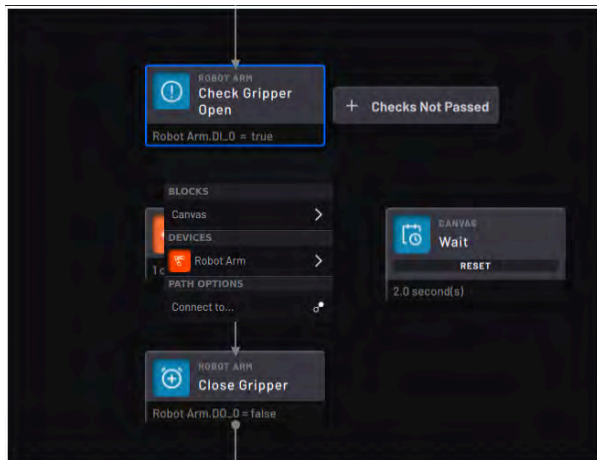 ROBOT ARM
Check Gripper
Open
Robot Arm.DI_0 = true
+ Checks Not Passed
BLOCKS
Canvas
DEVICES
Robot Arm
PATH OPTIONS
Connect to...
CANVAS
Wait
RESET
2.0 second(s)
ROBOT ARM
Close Gripper
Robot Arm.DO_0 = false